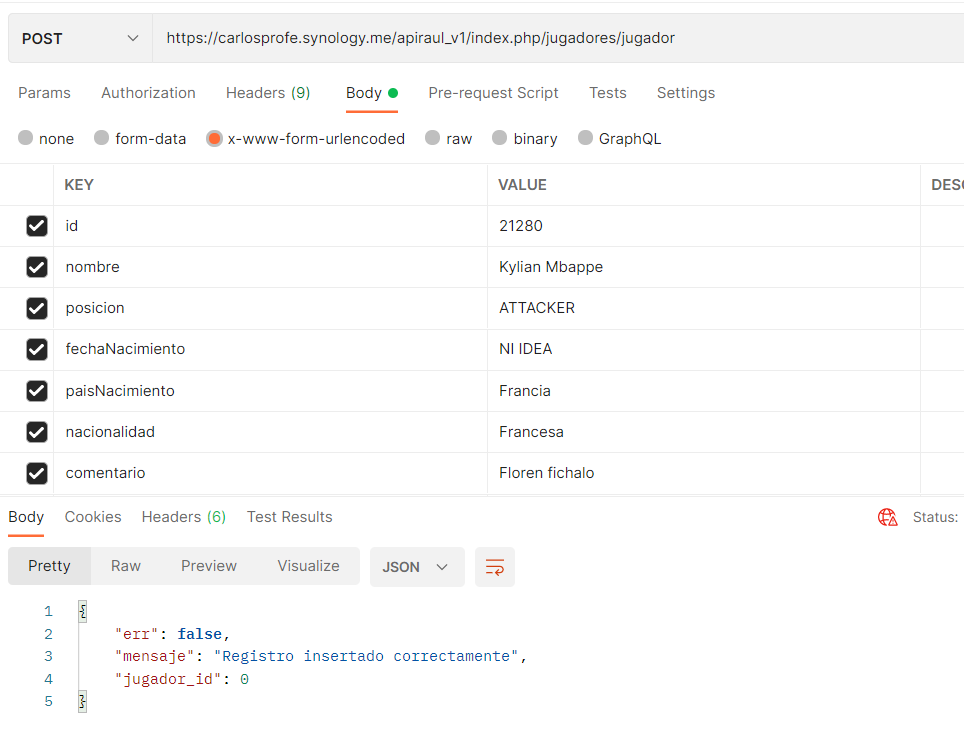 POST https://carlosprofe.synology.me/apiraul_v1/index.php/jugadores/jugador
Params Authorization Headers (9) Body Pre-request Script Tests Settings
none form-data x-www-form-urlencoded raw binary GraphQL
KEY VALUE DESC
id 21280
nombre Kylian Mbappe
posicion ATTACKER
fechaNacimiento NI IDEA
paisNacimiento Francia
nacionalidad Francesa
comentario Floren fichalo
Body Cookies Headers (6) Test Results Status:
Pretty Raw Preview Visualize JSON
1 {
2 "err": false,
3 "mensaje": "Registro insertado correctamente",
4 "jugador_id": 0
5 }